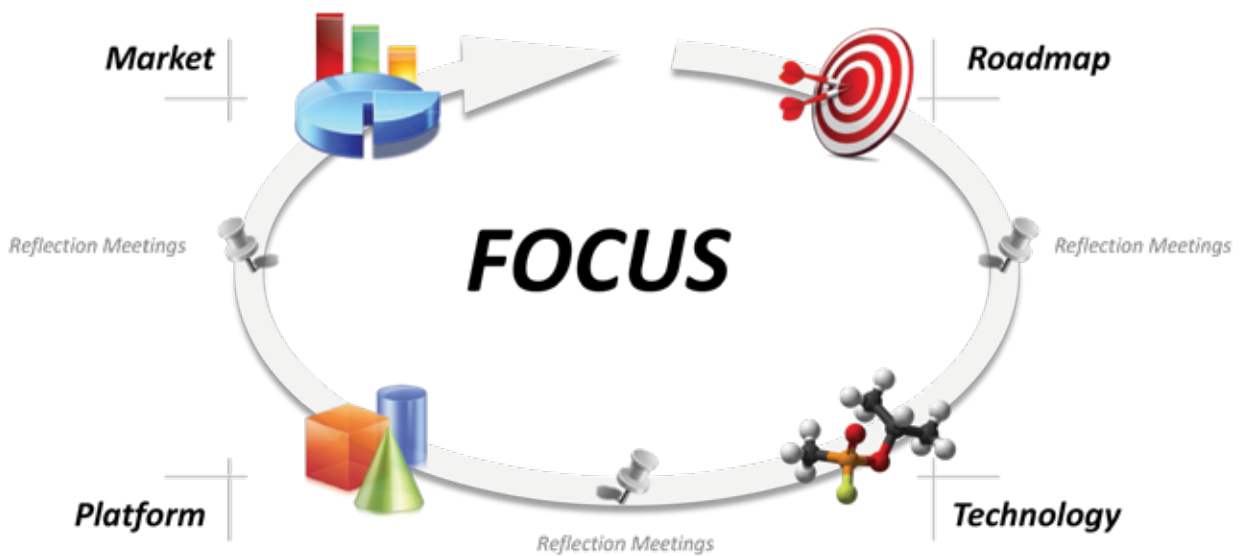 Market
Roadmap
Reflection Meetings
FOCUS
Reflection Meetings
Platform
Technology
Reflection Meetings